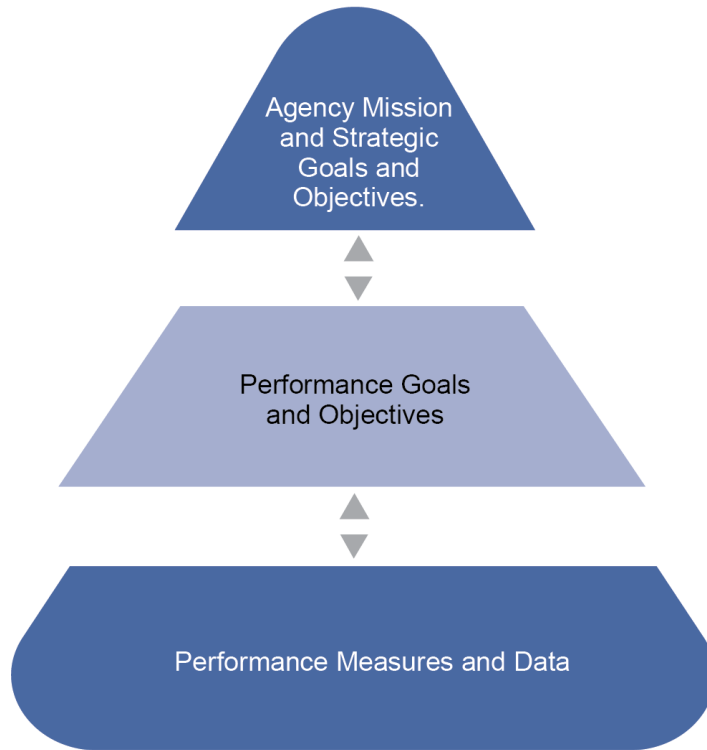 Agency Mission
and Strategic
Goals and
Objectives.
Performance Goals
and Objectives
Performance Measures and Data